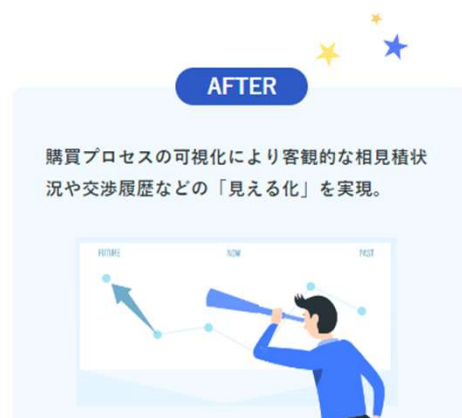 AFTER
購買プロセスの可視化により客観的な相見積状
況や交渉履歴などの「見える化」を実現。
FUTURE
NOW
PAST